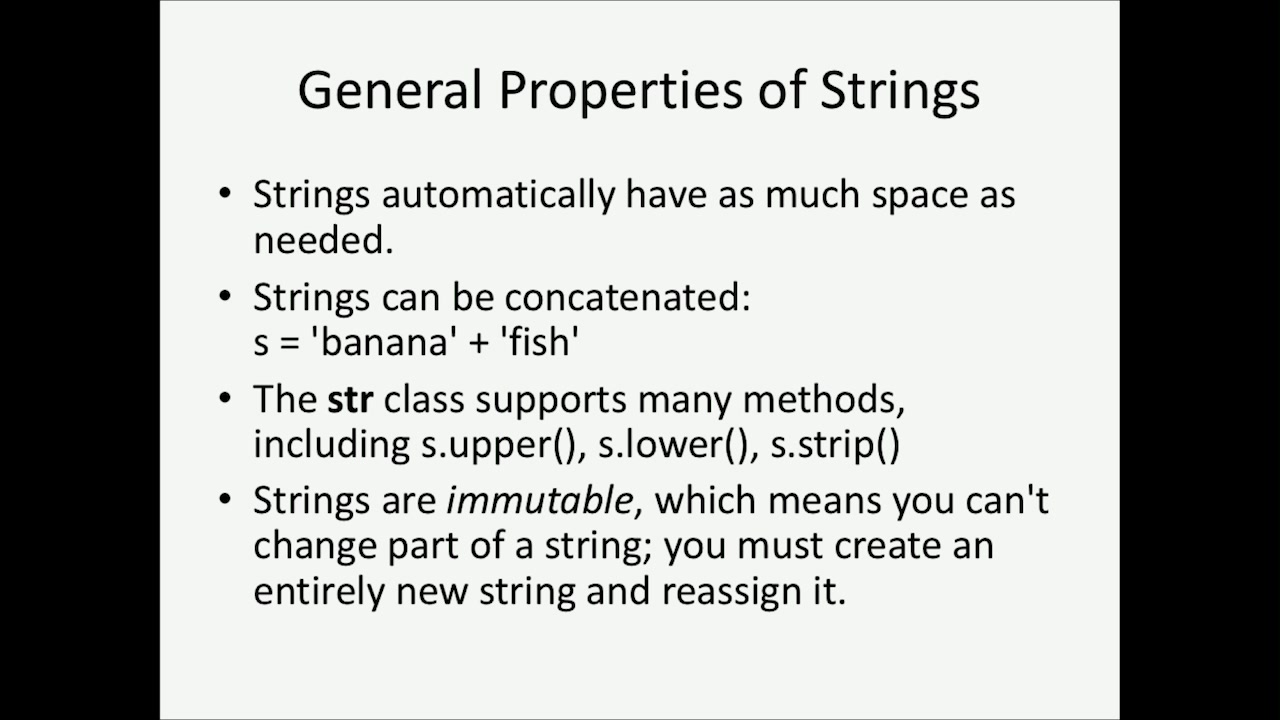 General Properties of Strings
• Strings automatically have as much space as
needed.
• Strings can be concatenated:
s = 'banana' + 'fish'
• The str class supports many methods,
including s.upper(), s.lower(), s.strip()
• Strings are immutable, which means you can't
change part of a string; you must create an
entirely new string and reassign it.